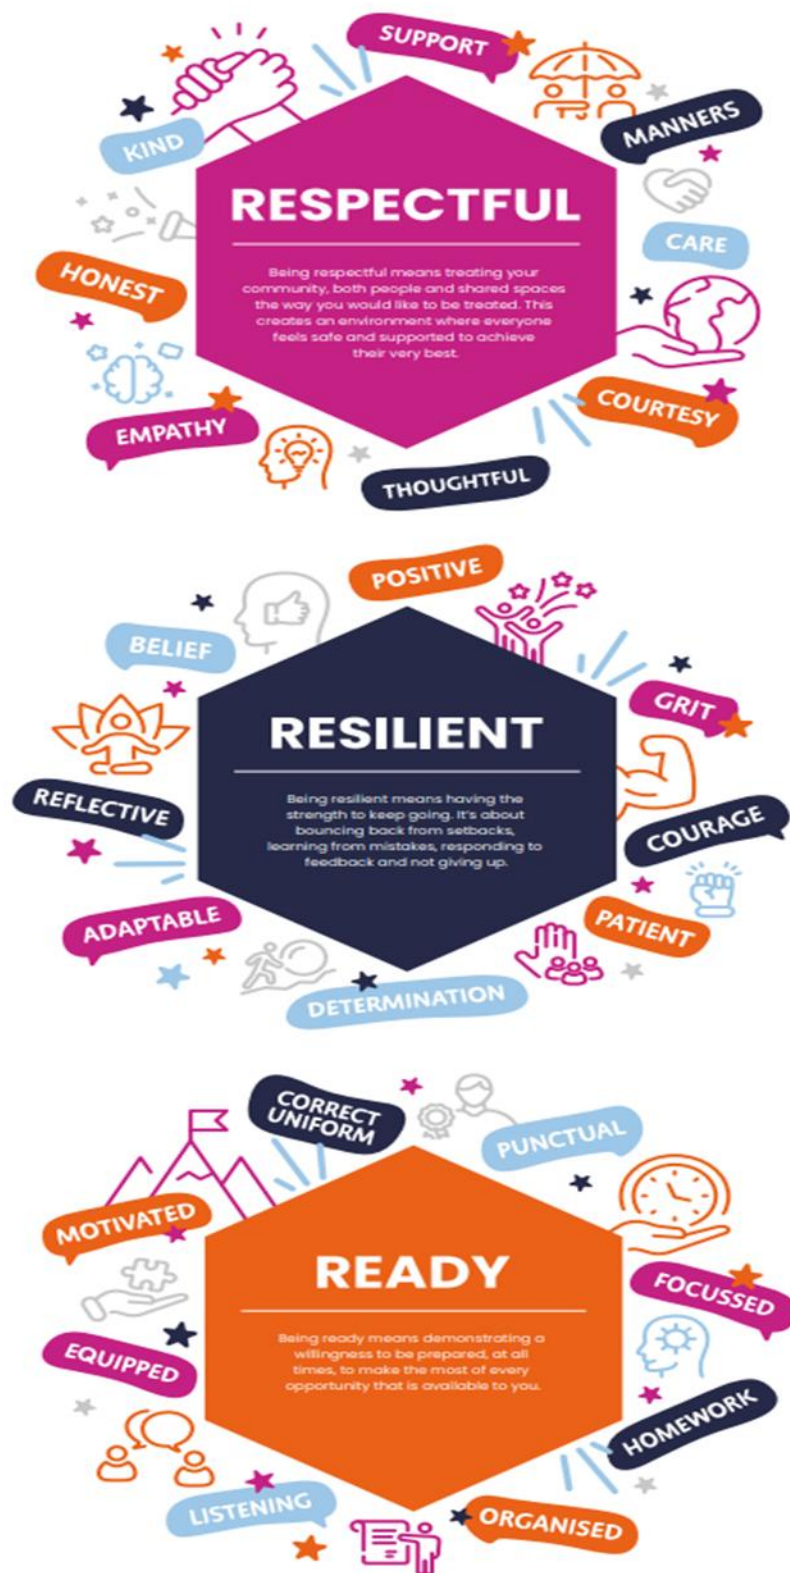 SUPPORT
KIND
MANNERS
RESPECTFUL
CARE
Being respectful means treating your
community, both people and shared spaces
the way you would like to be treated. This
creates an environment where everyone
feels safe and supported to achieve
their very best.
HONEST
COURTESY
EMPATHY
THOUGHTFUL
POSITIVE
BELIEF
GRIT
RESILIENT
REFLECTIVE
Being resilient means having the
strength to keep going. It's about
bouncing back from setbacks,
learning from mistakes, responding to
feedback and not giving up.
COURAGE
ADAPTABLE
PATIENT
DETERMINATION
CORRECT
UNIFORM
PUNCTUAL
MOTIVATED
READY
FOCUSSED
Being ready means demonstrating a
willingness to be prepared, at all
times, to make the most of every
opportunity that is available to you.
EQUIPPED
HOMEWORK
LISTENING
ORGANISED